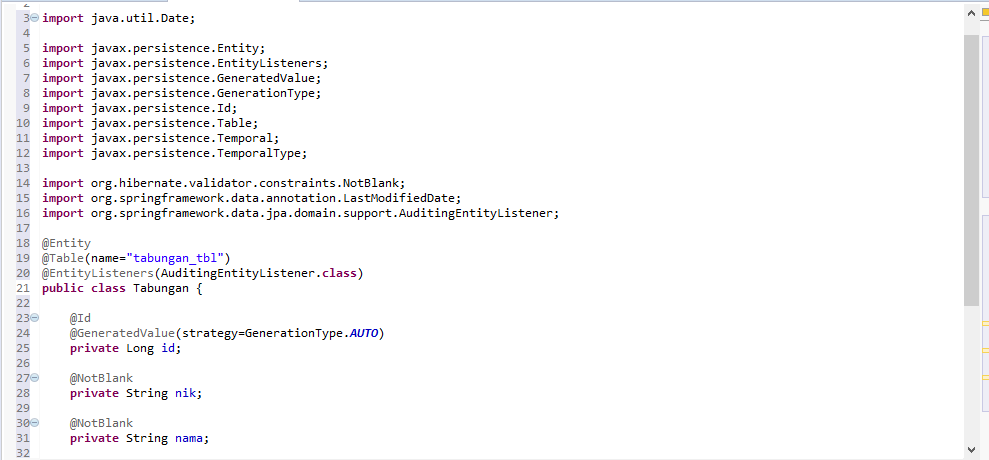 2
3 import java.util.Date;
4
5 import javax.persistence.Entity;
6 import javax.persistence.EntityListeners;
7 import javax.persistence.GeneratedValue;
8 import javax.persistence.GenerationType;
9 import javax.persistence.Id;
10 import javax.persistence.Table;
11 import javax.persistence.Temporal;
12 import javax.persistence.TemporalType;
13
14 import org.hibernate.validator.constraints.NotBlank;
15 import org.springframework.data.annotation.LastModifiedDate;
16 import org.springframework.data.jpa.domain.support.AuditingEntityListener;
17
18 @Entity
19 @Table(name="tabungan_tbl")
20 @EntityListeners(AuditingEntityListener.class)
21 public class Tabungan {
22
23     @Id
24     @GeneratedValue(strategy=GenerationType.AUTO)
25     private Long id;
26
27     @NotBlank
28     private String nik;
29
30     @NotBlank
31     private String nama;
32